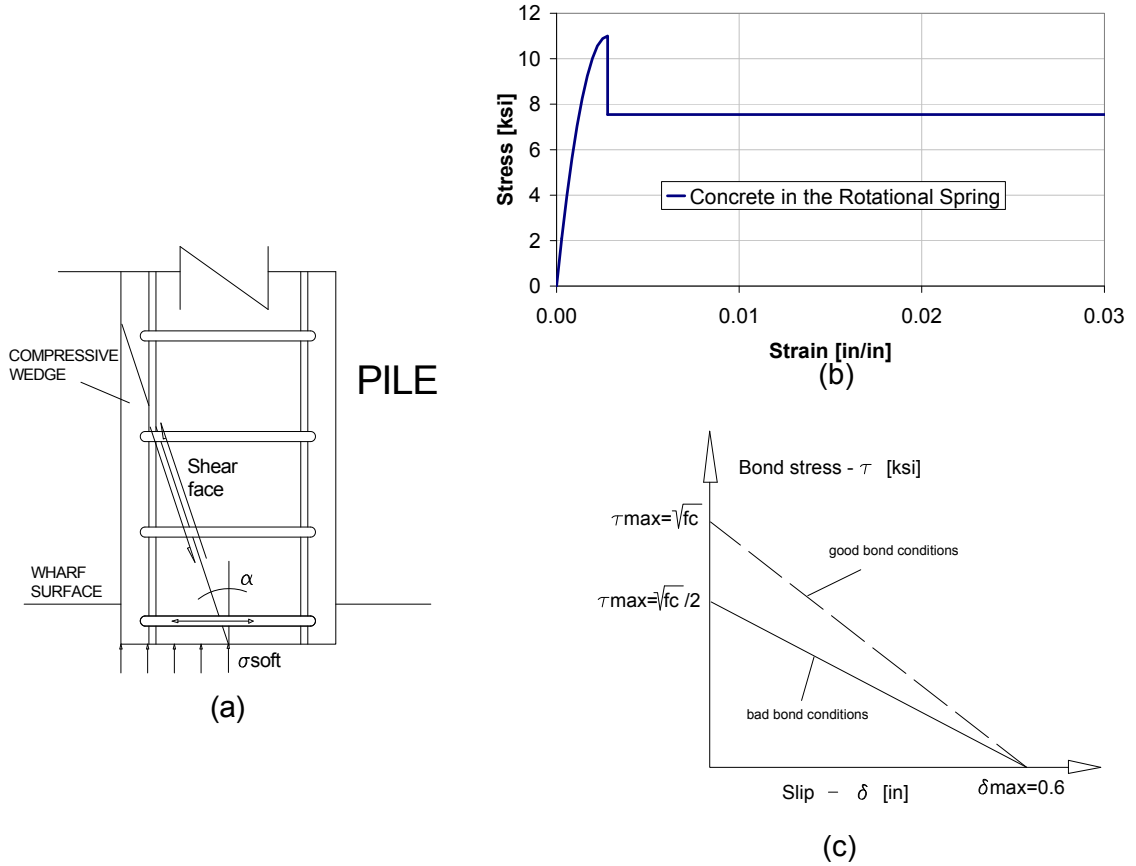 COMPRESSIVE
WEDGE
PILE
Shear
face
WHARF
SURFACE
α
σsoft
(a)
12
10
8
6
4
2
0
Stress [ksi]
Concrete in the Rotational Spring
0.00
0.01
0.02
0.03
Strain [in/in]
(b)
Bond stress - τ [ksi]
τmax=√fc
good bond conditions
τmax=√fc /2
bad bond conditions
Slip – δ [in]
δmax=0.6
(c)